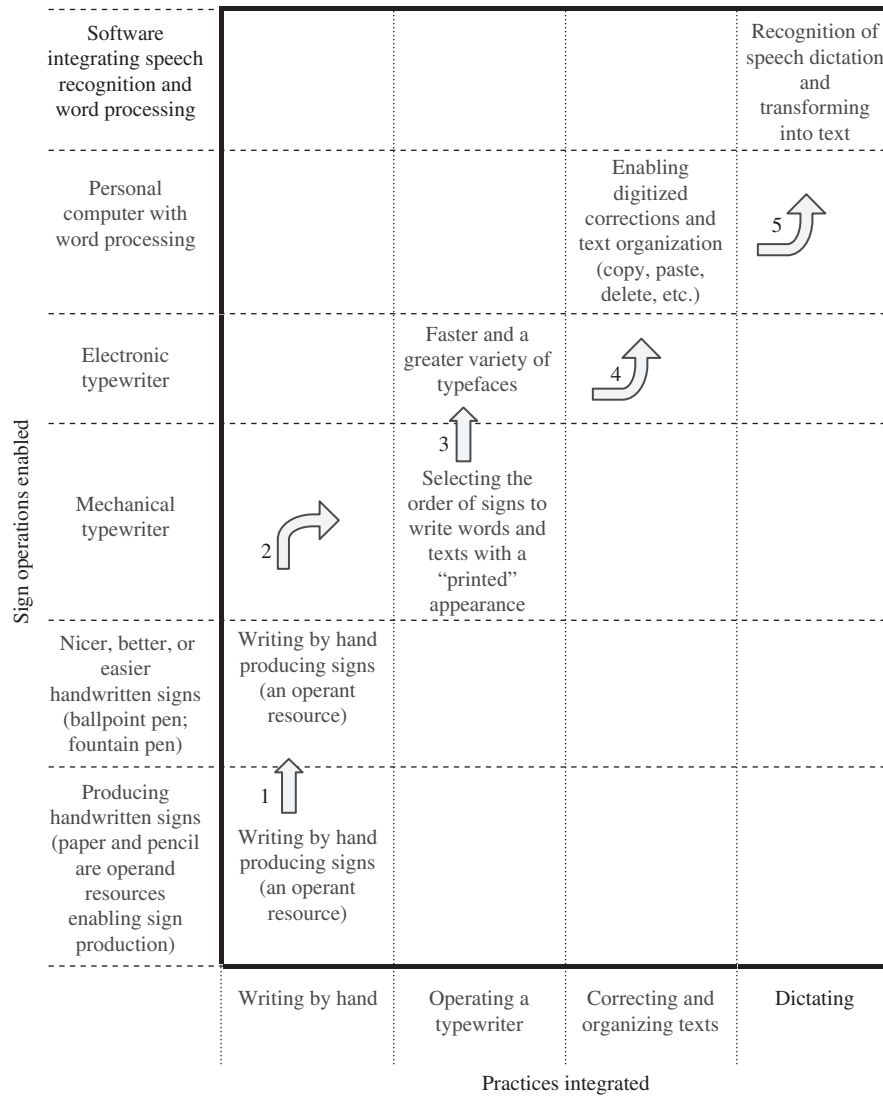 Software
integrating speech
recognition and
word processing
Recognition of
speech dictation
and
transforming
into text
Personal
computer with
word processing
Enabling
digitized
corrections and
text organization
(copy, paste,
delete, etc.)
5
Electronic
typewriter
Faster and a
greater variety of
typefaces
4
Sign operations enabled
Mechanical
typewriter
2
3
Selecting the
order of signs to
write words and
texts with a
“printed”
appearance
Nicer, better, or
easier
handwritten signs
(ballpoint pen;
fountain pen)
Writing by hand
producing signs
(an operant
resource)
Producing
handwritten signs
(paper and pencil
are operand
resources
enabling sign
production)
1
Writing by hand
producing signs
(an operant
resource)
Writing by hand
Operating a
typewriter
Correcting and
organizing texts
Dictating
Practices integrated